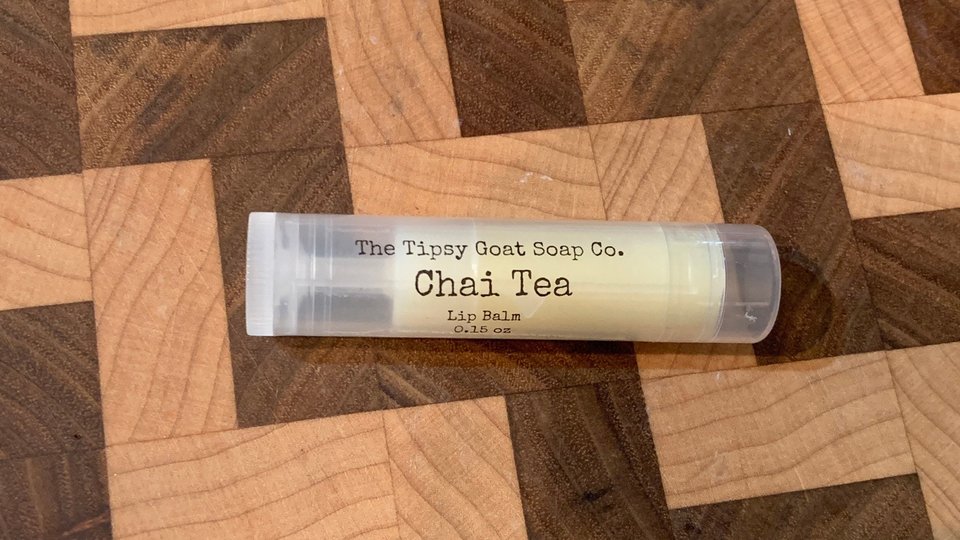 The Tipsy Goat Soap Co.
Chai Tea
Lip Balm
0.15 oz